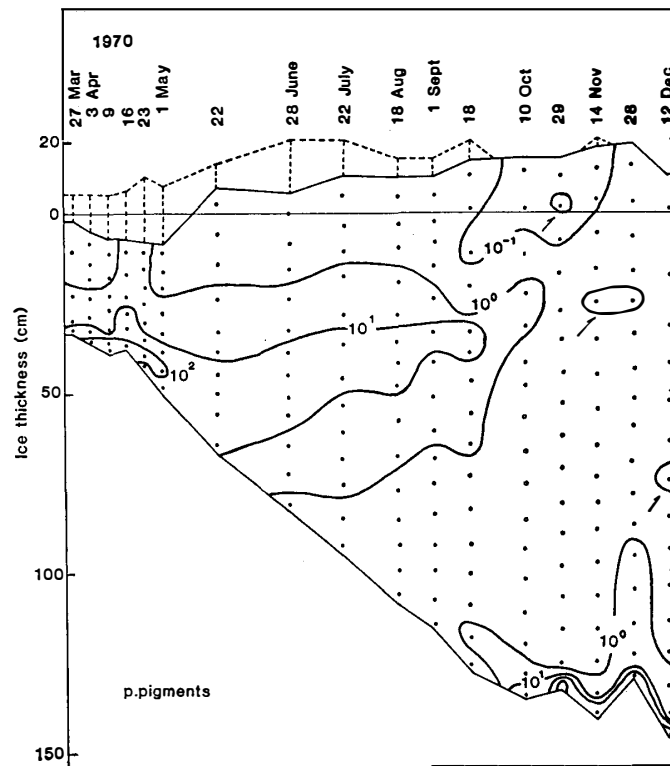 1970
27 Mar
3 Apr
9
16
23
1 May
22
28 June
22 July
18 Aug
1 Sept
18
10 Oct
29
14 Nov
26
12 Dec
20
0
50
100
150
Ice thickness (cm)
10⁻¹
10⁰
10¹
10²
10⁰
10¹
p.pigments